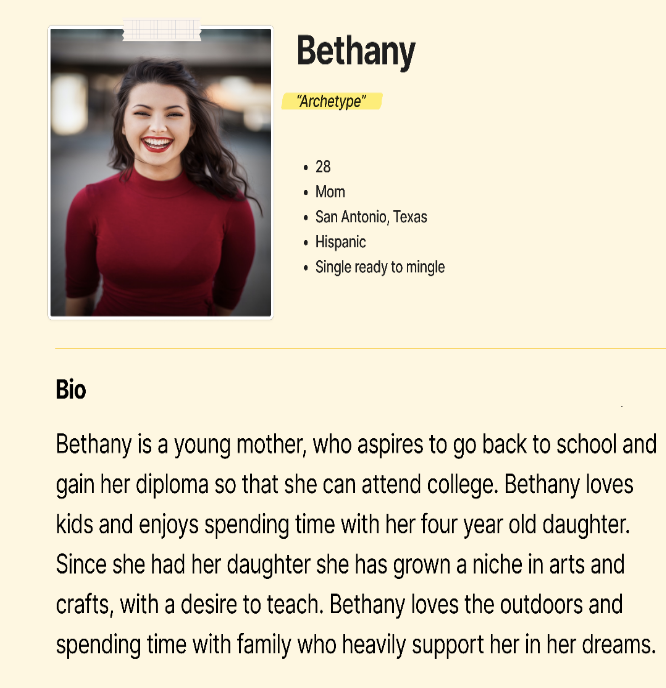 Bethany
“Archetype”
• 28
• Mom
• San Antonio, Texas
• Hispanic
• Single ready to mingle
Bio
Bethany is a young mother, who aspires to go back to school and
gain her diploma so that she can attend college. Bethany loves
kids and enjoys spending time with her four year old daughter.
Since she had her daughter she has grown a niche in arts and
crafts, with a desire to teach. Bethany loves the outdoors and
spending time with family who heavily support her in her dreams.